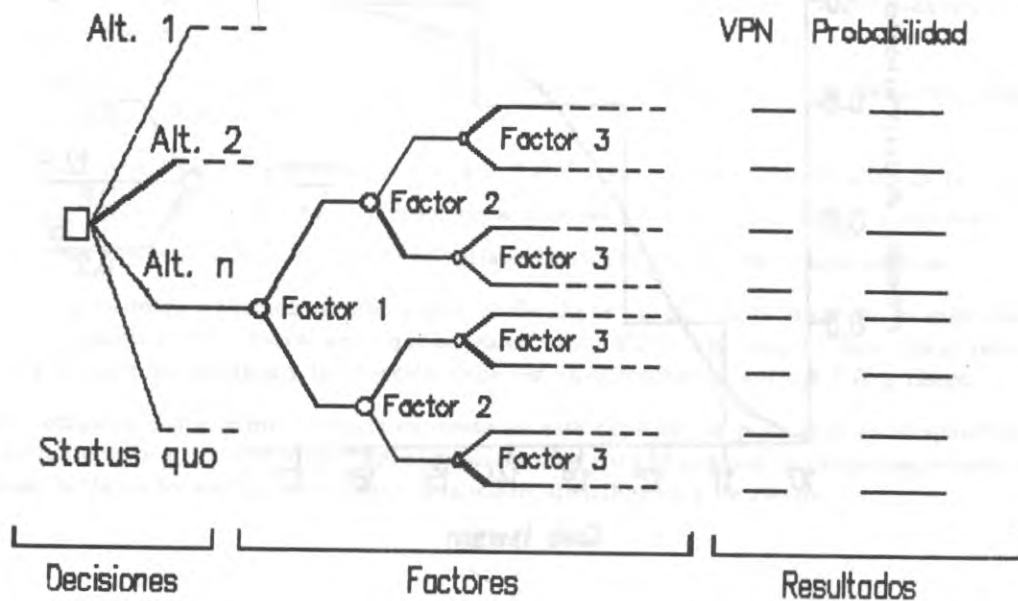 Alt. 1
VPN Probabilidad
Factor 3
Alt. 2
Factor 2
Factor 3
Alt. n
Factor 1
Factor 3
Factor 2
Status quo
Factor 3
Decisiones
Factores
Resultados